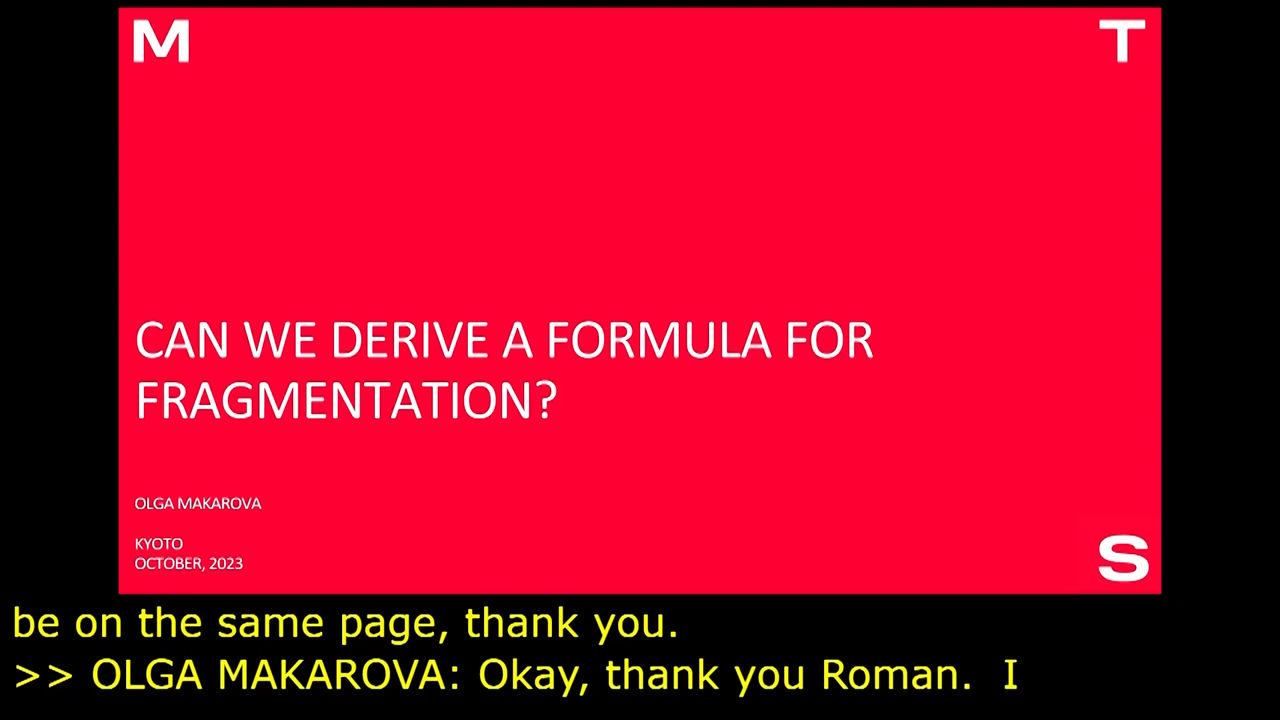 M T
CAN WE DERIVE A FORMULA FOR
FRAGMENTATION?
OLGA MAKAROVA
KYOTO
OCTOBER, 2023
S
be on the same page, thank you.
>> OLGA MAKAROVA: Okay, thank you Roman.  I